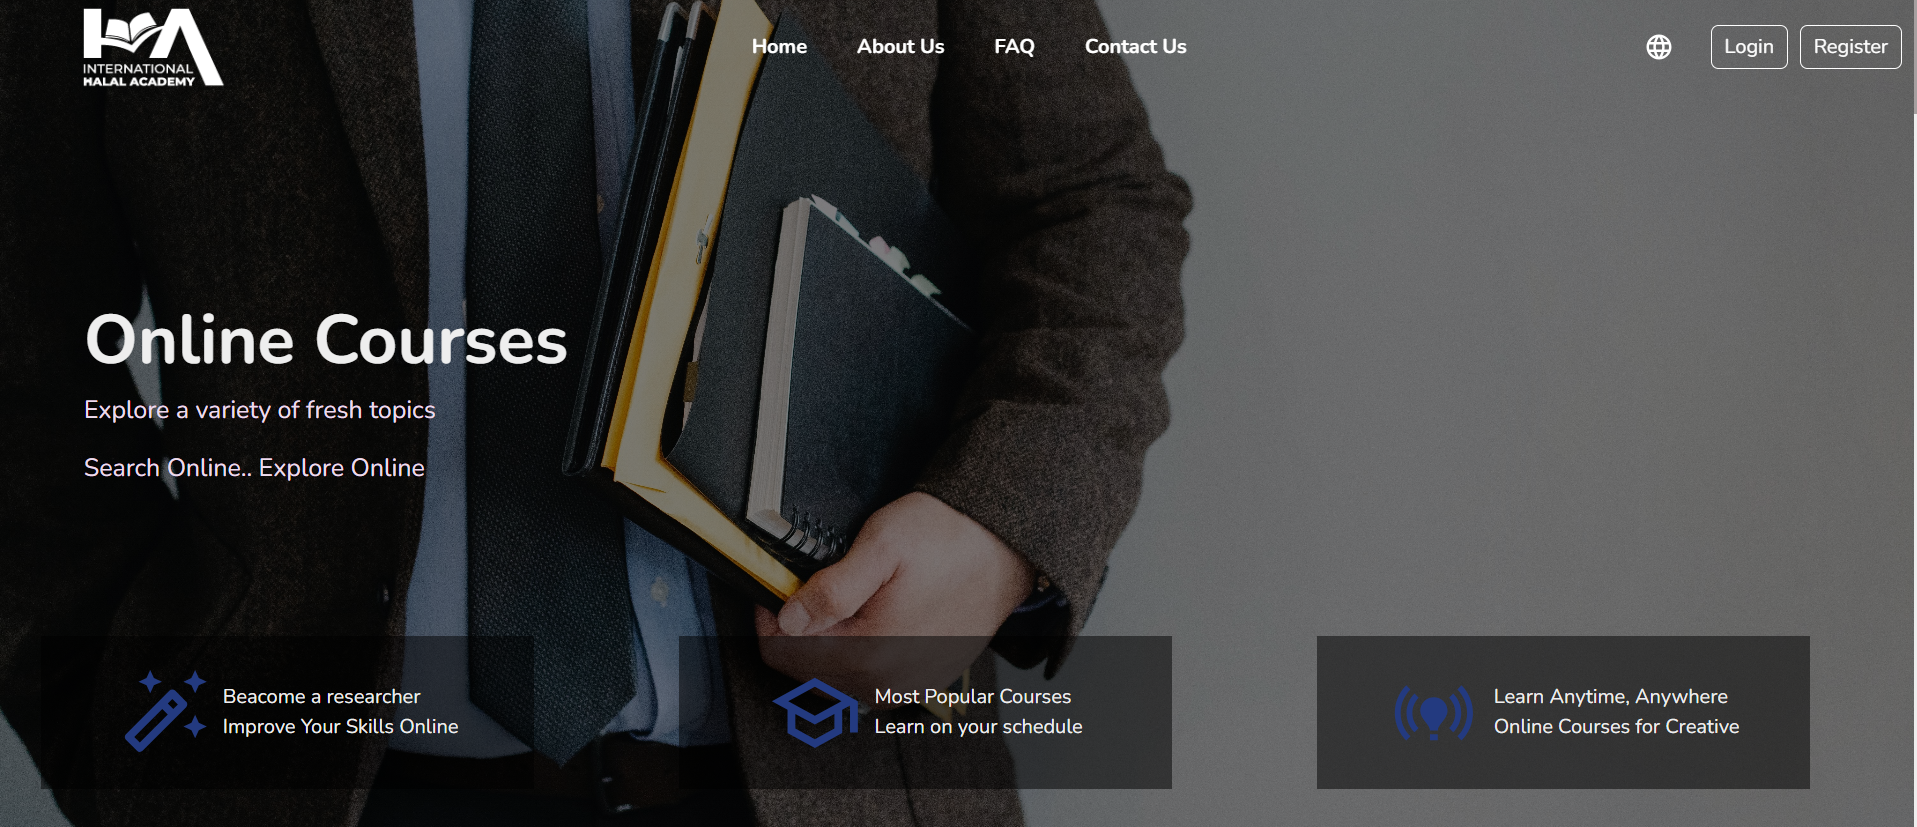 INTERNATIONAL
HALAL ACADEMY
Home
About Us
FAQ
Contact Us
Login
Register
Online Courses
Explore a variety of fresh topics
Search Online.. Explore Online
Beacome a researcher
Improve Your Skills Online
Most Popular Courses
Learn on your schedule
Learn Anytime, Anywhere
Online Courses for Creative